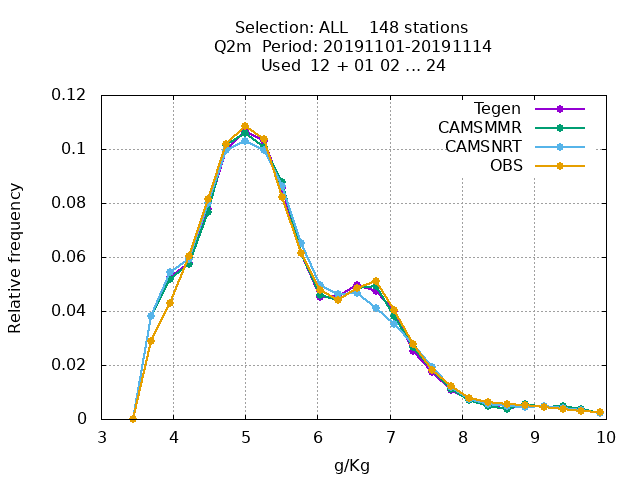 Selection: ALL    148 stations
Q2m  Period: 20191101-20191114
Used  12 + 01 02 ... 24
Tegen
CAMSMMR
CAMSNRT
OBS
0.12
0.1
0.08
0.06
0.04
0.02
0
Relative frequency
3 4 5 6 7 8 9 10
g/Kg